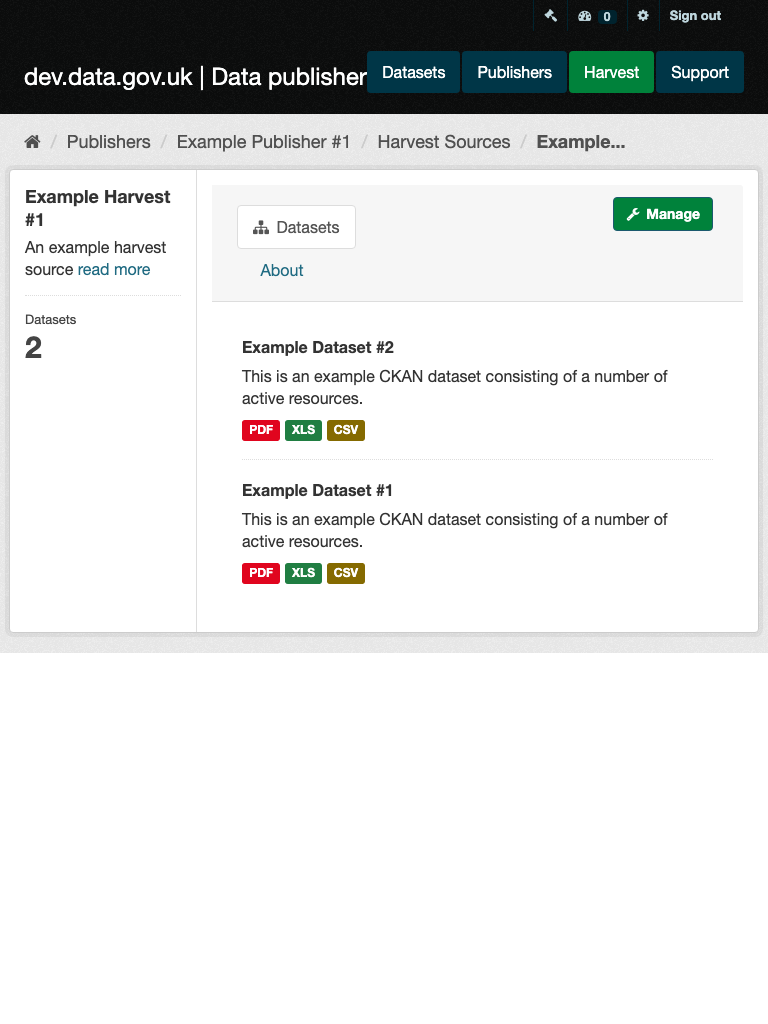 0 Sign out
dev.data.gov.uk | Data publisher Datasets Publishers Harvest Support
/ Publishers / Example Publisher #1 / Harvest Sources / Example...
Example Harvest
#1
An example harvest
source read more
Datasets
2
Datasets
Manage
About
Example Dataset #2
This is an example CKAN dataset consisting of a number of
active resources.
PDF XLS CSV
Example Dataset #1
This is an example CKAN dataset consisting of a number of
active resources.
PDF XLS CSV